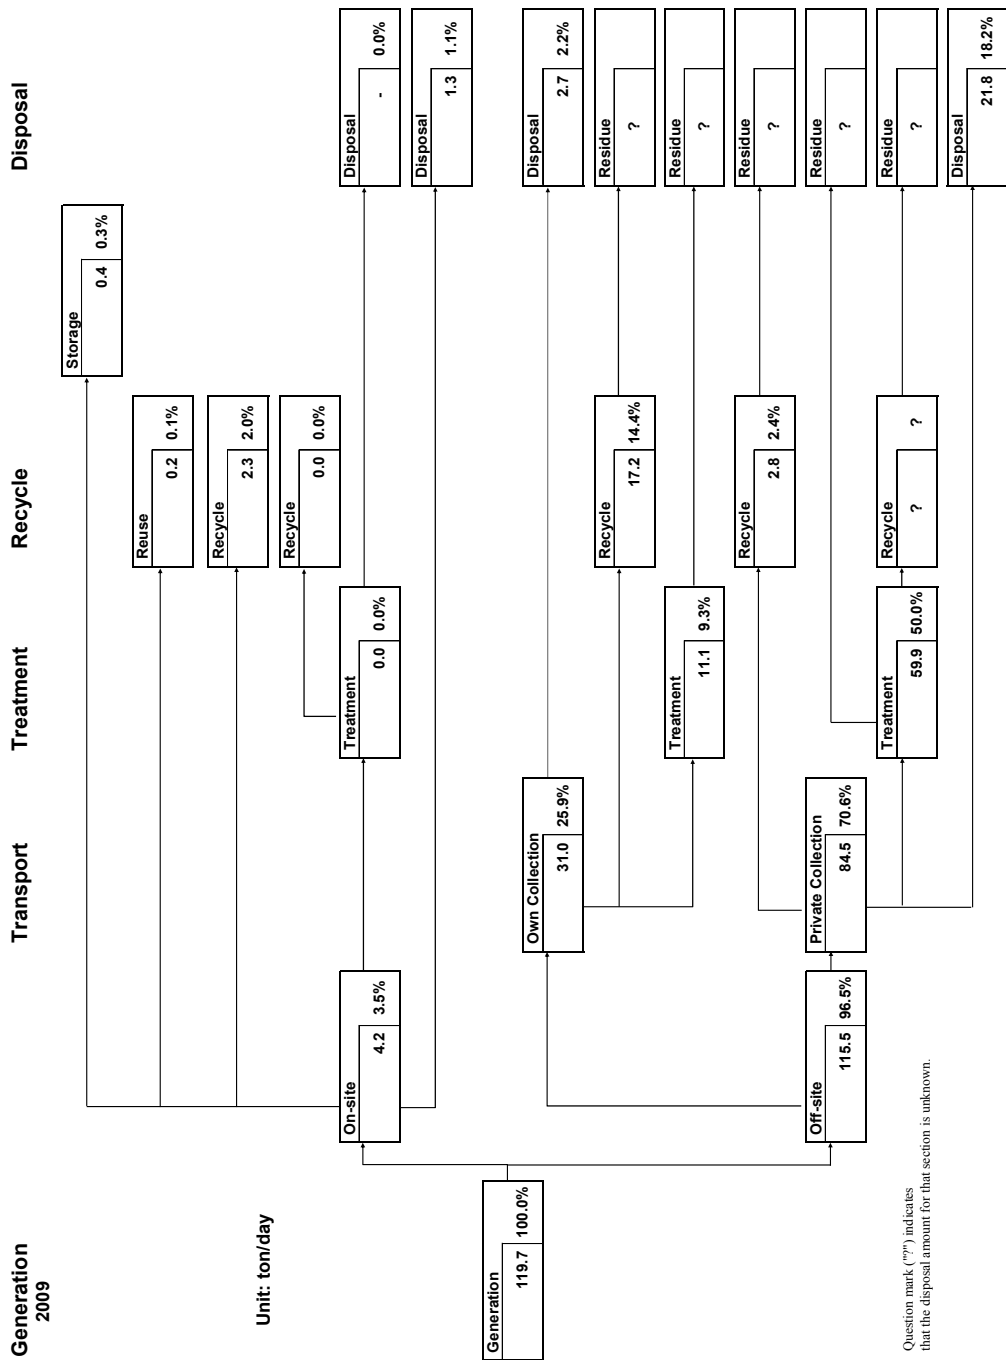 Generation
2009
Transport
Treatment
Recycle
Disposal
Unit: ton/day
Storage
0.4 0.3%
Reuse
0.2 0.1%
Recycle
2.3 2.0%
Recycle
0.0 0.0%
On-site
4.2 3.5%
Treatment
0.0 0.0%
Disposal
- 0.0%
Disposal
1.3 1.1%
Generation
119.7 100.0%
Own Collection
31.0 25.9%
Disposal
2.7 2.2%
Recycle
17.2 14.4%
Residue
?
Treatment
11.1 9.3%
Residue
?
Recycle
2.8 2.4%
Residue
?
Off-site
115.5 96.5%
Private Collection
84.5 70.6%
Residue
?
Treatment
59.9 50.0%
Recycle
? ?
Residue
?
Disposal
21.8 18.2%
Question mark ("?") indicates
that the disposal amount for that section is unknown.